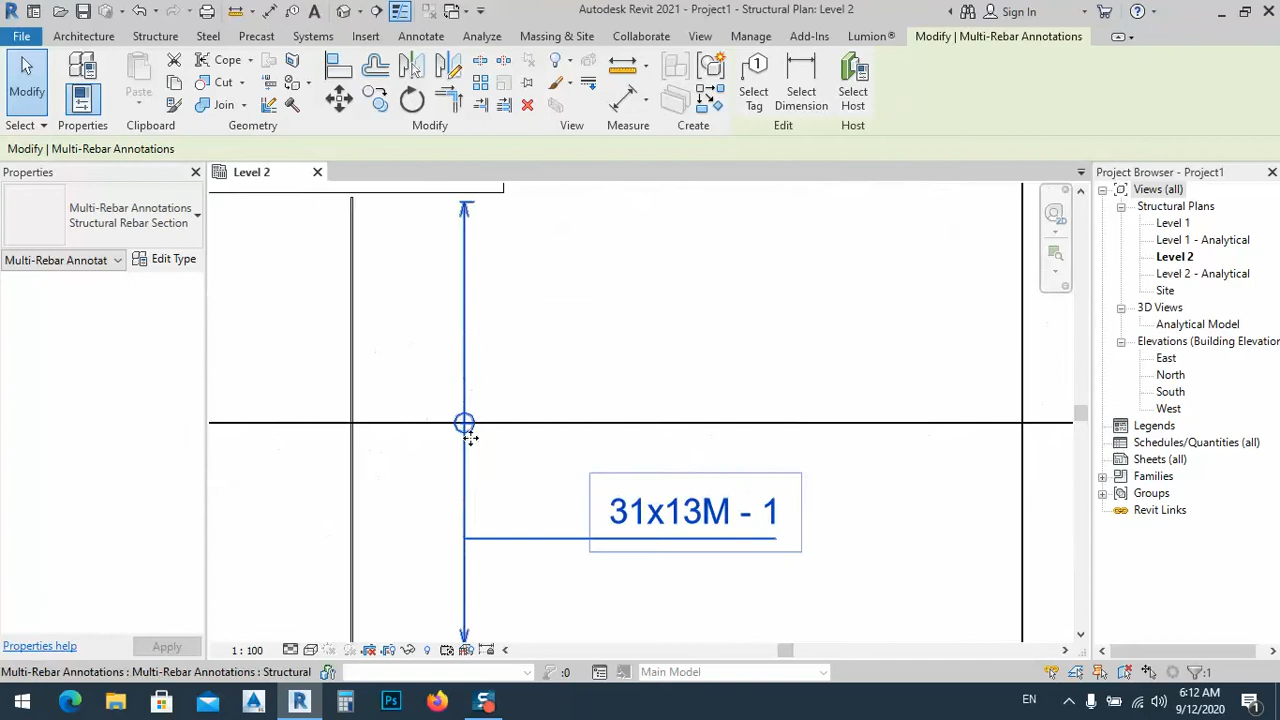 Autodesk Revit 2021 - Project1 - Structural Plan: Level 2
Sign In
File
Architecture
Structure
Steel
Precast
Systems
Insert
Annotate
Analyze
Massing & Site
Collaborate
View
Manage
Add-Ins
Lumion®
Modify | Multi-Rebar Annotations
Modify
Paste
Cope
Cut
Join
Select
Tag
Select
Dimension
Select
Host
Select
Properties
Clipboard
Geometry
Modify
View
Measure
Create
Edit
Host
Modify | Multi-Rebar Annotations
Properties
Level 2
Project Browser - Project1
Multi-Rebar Annotations
Structural Rebar Section
Multi-Rebar Annotat
Edit Type
Views (all)
Structural Plans
Level 1
Level 1 - Analytical
Level 2
Level 2 - Analytical
Site
3D Views
Analytical Model
Elevations (Building Elevation
East
North
South
West
Legends
Schedules/Quantities (all)
Sheets (all)
Families
Groups
Revit Links
2D
31x13M - 1
Properties help
Apply
1 : 100
Multi-Rebar Annotations : Multi-Rebar Annotations : Structural
:0
Main Model
:1
EN
6:12 AM
9/12/2020